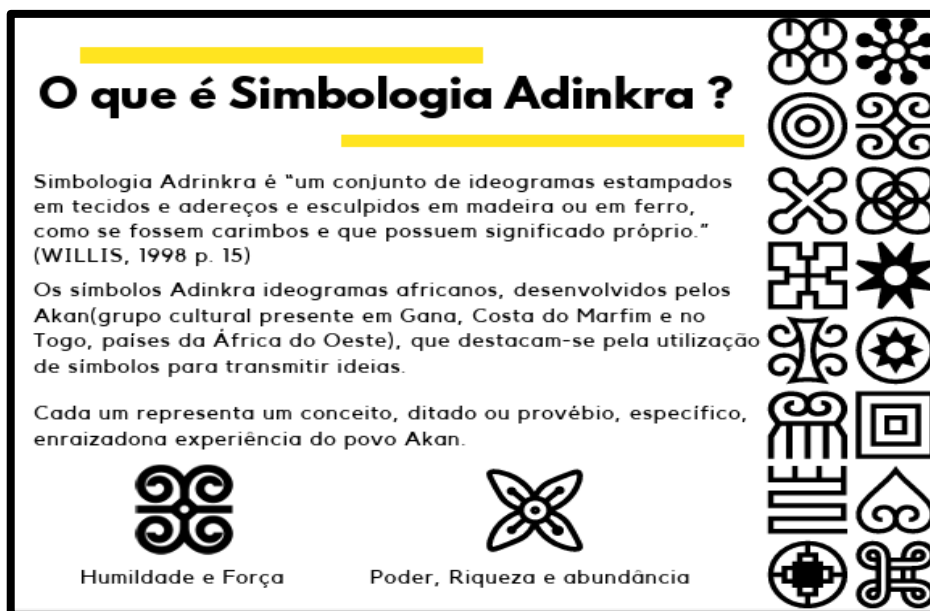 O que é Simbologia Adinkra ?
Simbologia Adrinkra é “um conjunto de ideogramas estampados
em tecidos e adereços e esculpidos em madeira ou em ferro,
como se fossem carimbos e que possuem significado próprio.”
(WILLIS, 1998 p. 15)
Os símbolos Adinkra ideogramas africanos, desenvolvidos pelos
Akan(grupo cultural presente em Gana, Costa do Marfim e no
Togo, países da África do Oeste), que destacam-se pela utilização
de símbolos para transmitir ideias.
Cada um representa um conceito, ditado ou provébio, específico,
enraizadona experiência do povo Akan.
Humildade e Força
Poder, Riqueza e abundância